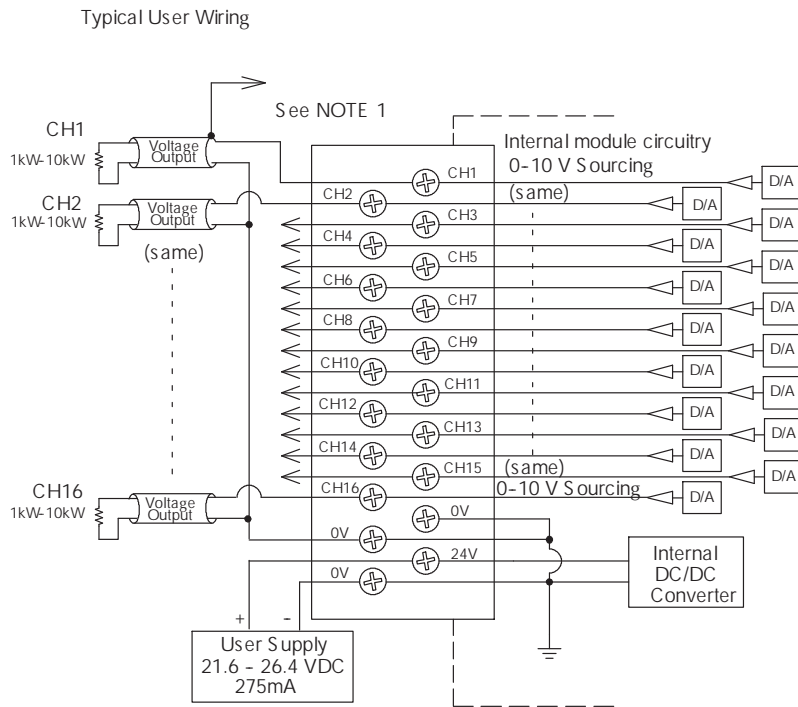 Typical User Wiring
See NOTE 1
CH1
1kW-10kW
Voltage
Output
CH2
1kW-10kW
Voltage
Output
(same)
CH16
1kW-10kW
Voltage
Output
Internal module circuitry
0-10 V Sourcing
(same)
CH1
D/A
CH2
D/A
CH3
D/A
CH4
D/A
CH5
D/A
CH6
D/A
CH7
D/A
CH8
D/A
CH9
D/A
CH10
D/A
CH11
D/A
CH12
D/A
CH13
D/A
CH14
D/A
CH15
D/A
(same)
0-10 V Sourcing
CH16
D/A
0V
0V
24V
0V
Internal
DC/DC
Converter
+ -
User Supply
21.6 - 26.4 VDC
275mA